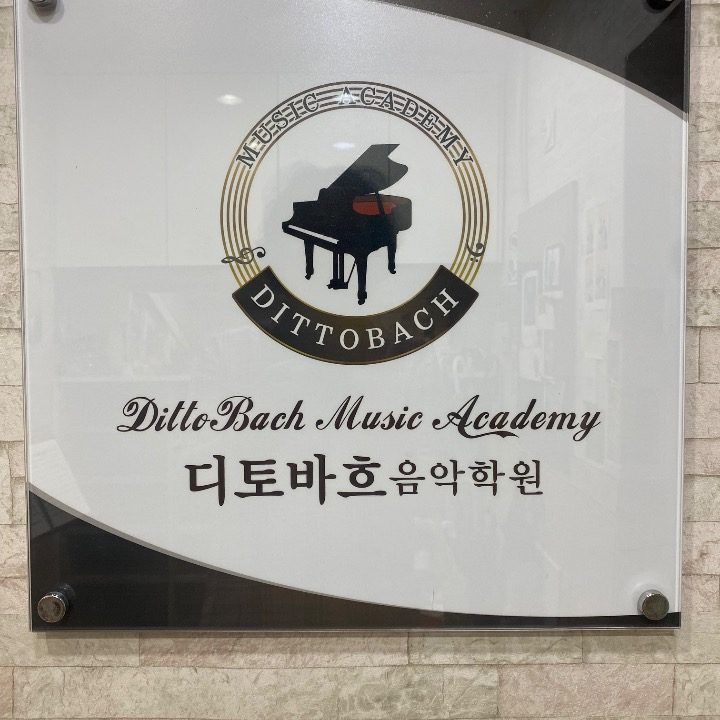 MUSIC ACADEMY
DITTOBACH
DittoBach Music Academy
디토바흐음악학원